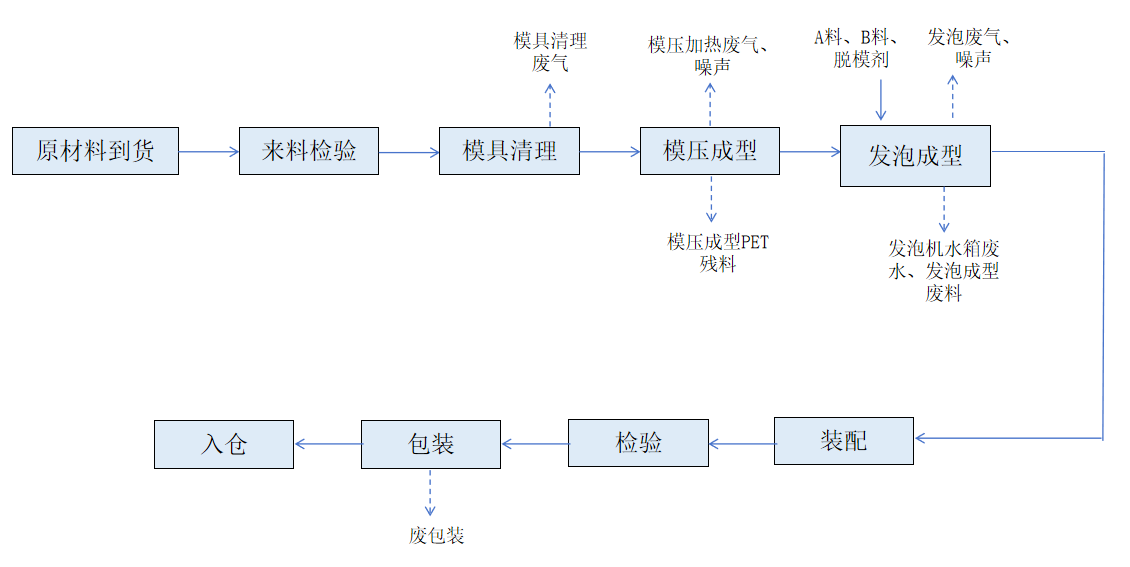 模具清理
废气
模压加热废气、
噪声
A料、B料、
脱模剂
发泡废气、
噪声
原材料到货
来料检验
模具清理
模压成型
发泡成型
模压成型PET
残料
发泡机水箱废
水、发泡成型
废料
入仓
包装
检验
装配
废包装